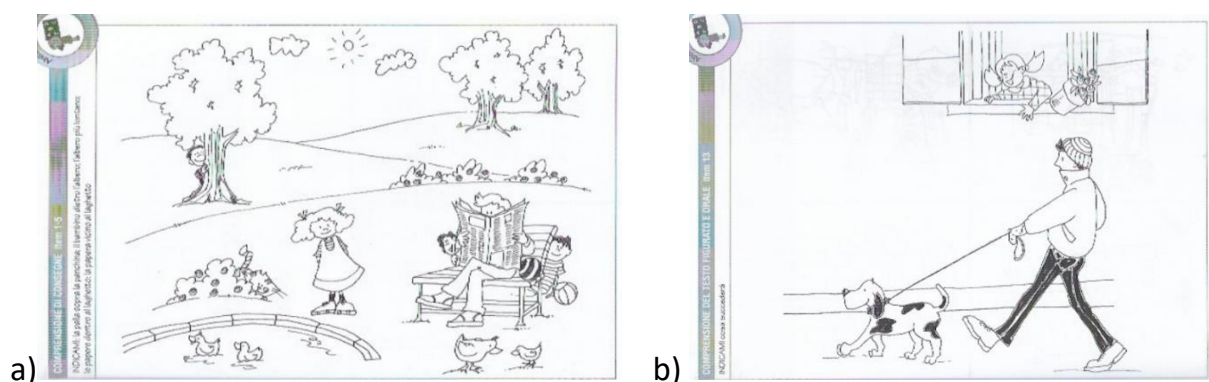 COMPRENSIONE DI CONSEGNE Item 1-5
INDICAMI: la palla sopra la panchina; il bambino dietro l'albero; l'albero più lontano;
le papere dentro al laghetto; la papera vicino al laghetto
a)
COMPRENSIONE DEL TESTO FIGURATO E ORALE Item 13
INDICAMI cosa succederà
b)